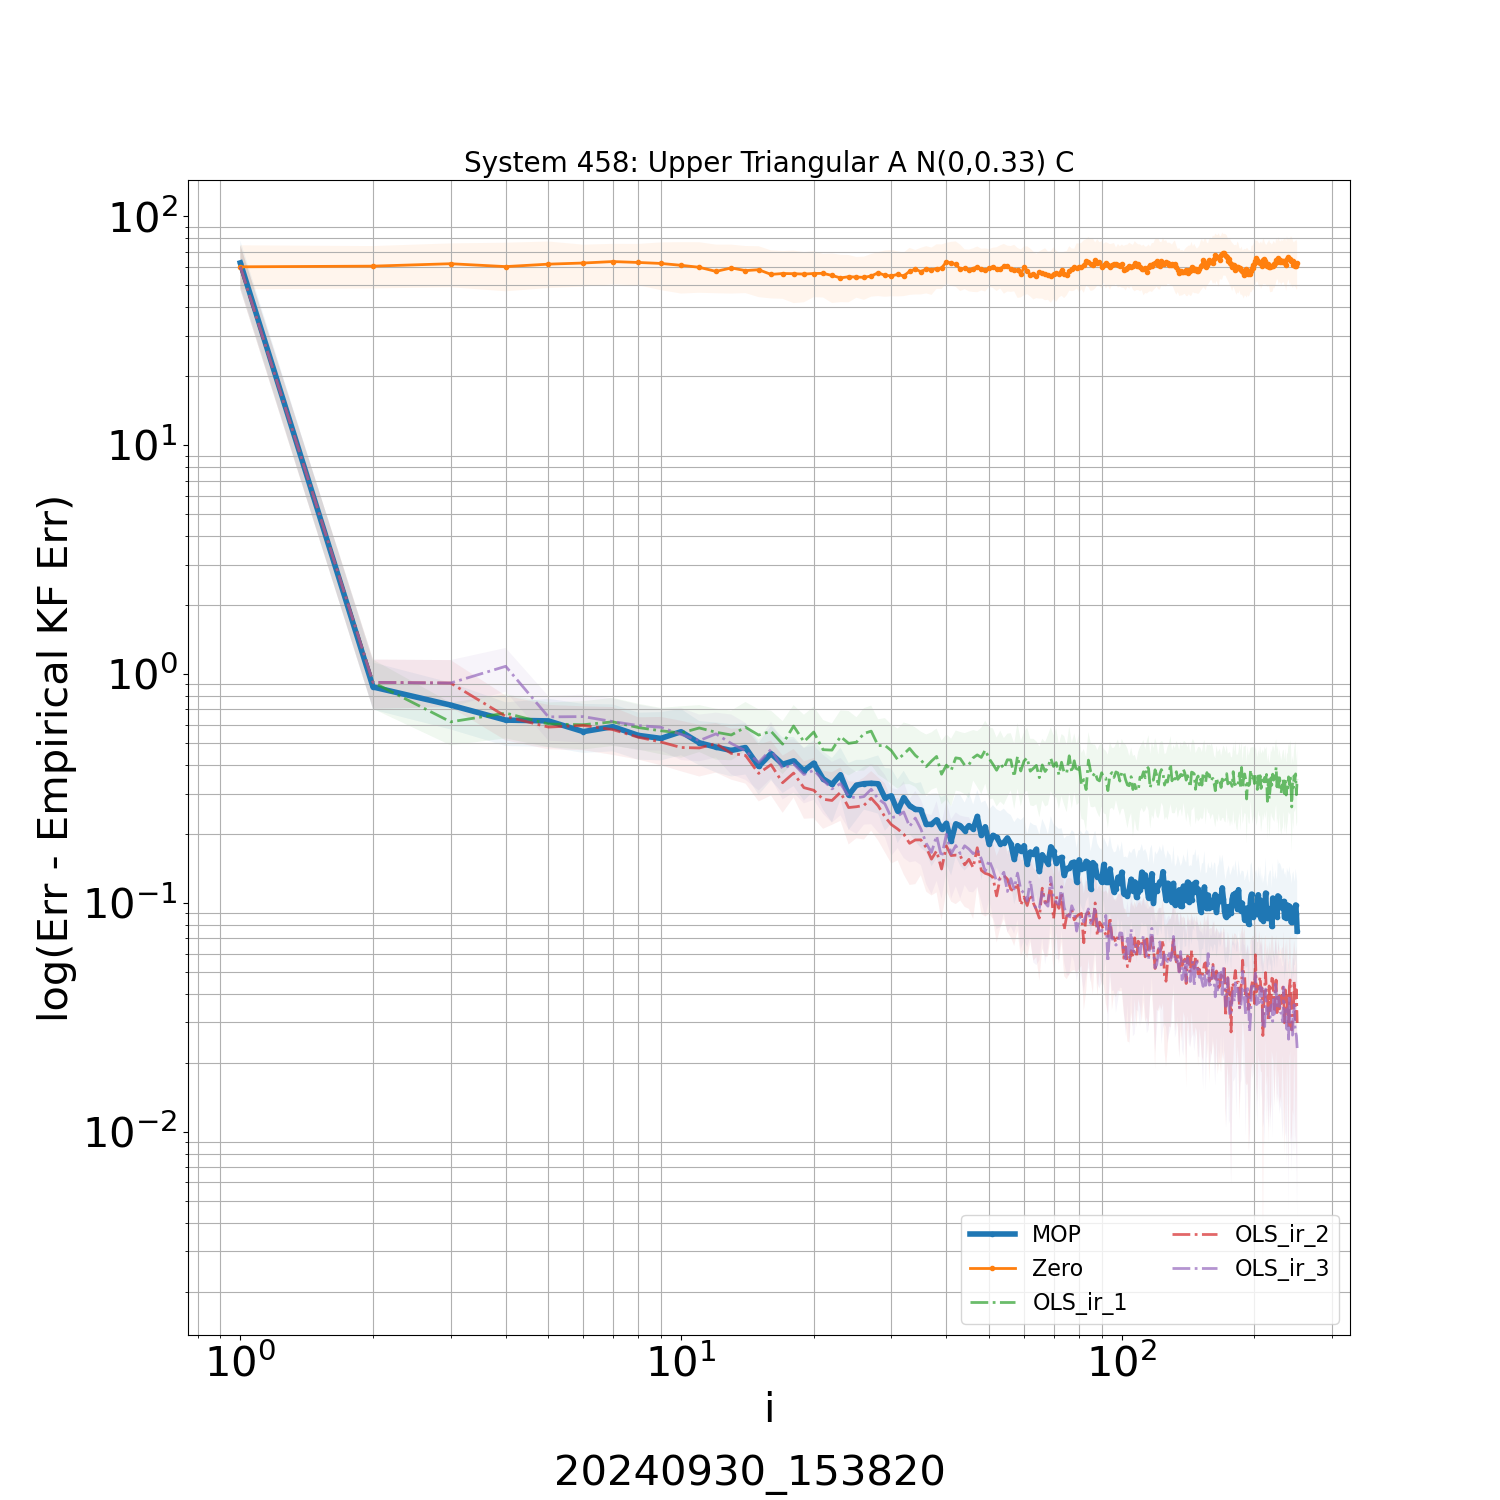 System 458: Upper Triangular A N(0,0.33) C
log(Err - Empirical KF Err)
10²
10¹
10⁰
10⁻¹
10⁻²
MOP
Zero
OLS_ir_1
OLS_ir_2
OLS_ir_3
10⁰ 10¹ 10²
i
20240930_153820